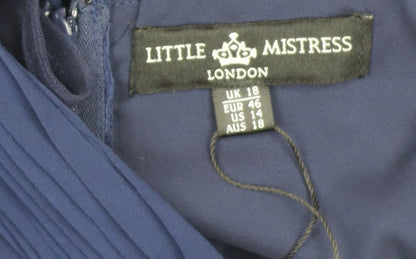 LITTLE MISTRESS
LONDON
UK 18
EUR 46
US 14
AUS 18